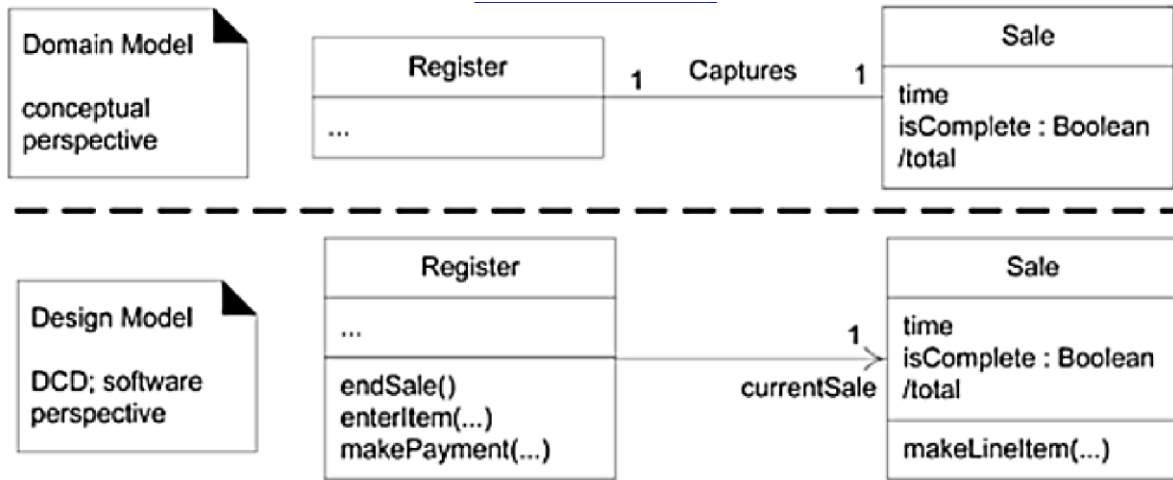 Domain Model
conceptual
perspective
Register
...
1 Captures 1
Sale
time
isComplete : Boolean
/total
Design Model
DCD; software
perspective
Register
...
endSale()
enterItem(...)
makePayment(...)
1
currentSale
Sale
time
isComplete : Boolean
/total
makeLineItem(...)